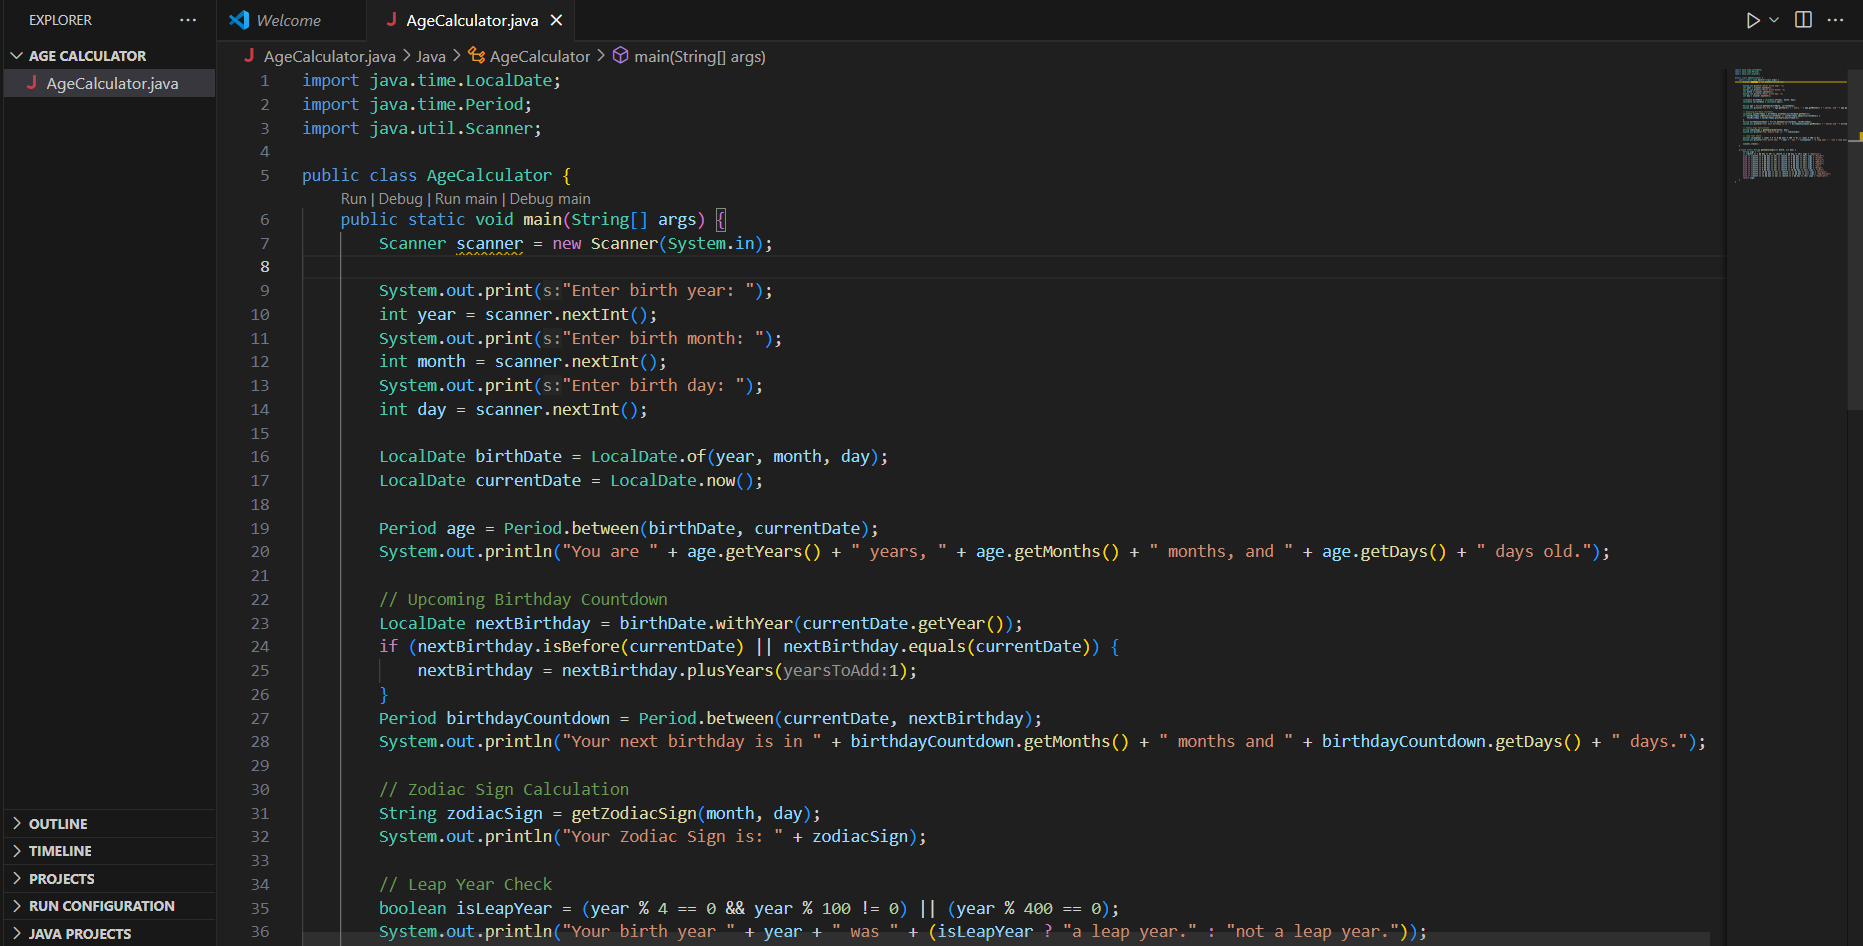 EXPLORER
AGE CALCULATOR
AgeCalculator.java
OUTLINE
TIMELINE
PROJECTS
RUN CONFIGURATION
JAVA PROJECTS
Welcome
AgeCalculator.java
AgeCalculator.java > Java > AgeCalculator > main(String[] args)
1 import java.time.LocalDate;
2 import java.time.Period;
3 import java.util.Scanner;
4
5 public class AgeCalculator {
Run | Debug | Run main | Debug main
6 public static void main(String[] args) {
7 Scanner scanner = new Scanner(System.in);
8
9 System.out.print(s:"Enter birth year: ");
10 int year = scanner.nextInt();
11 System.out.print(s:"Enter birth month: ");
12 int month = scanner.nextInt();
13 System.out.print(s:"Enter birth day: ");
14 int day = scanner.nextInt();
15
16 LocalDate birthDate = LocalDate.of(year, month, day);
17 LocalDate currentDate = LocalDate.now();
18
19 Period age = Period.between(birthDate, currentDate);
20 System.out.println("You are " + age.getYears() + " years, " + age.getMonths() + " months, and " + age.getDays() + " days old.");
21
22 // Upcoming Birthday Countdown
23 LocalDate nextBirthday = birthDate.withYear(currentDate.getYear());
24 if (nextBirthday.isBefore(currentDate) || nextBirthday.equals(currentDate)) {
25 nextBirthday = nextBirthday.plusYears(yearsToAdd:1);
26 }
27 Period birthdayCountdown = Period.between(currentDate, nextBirthday);
28 System.out.println("Your next birthday is in " + birthdayCountdown.getMonths() + " months and " + birthdayCountdown.getDays() + " days.");
29
30 // Zodiac Sign Calculation
31 String zodiacSign = getZodiacSign(month, day);
32 System.out.println("Your Zodiac Sign is: " + zodiacSign);
33
34 // Leap Year Check
35 boolean isLeapYear = (year % 4 == 0 && year % 100 != 0) || (year % 400 == 0);
36 System.out.println("Your birth year " + year + " was " + (isLeapYear ? "a leap year." : "not a leap year."));